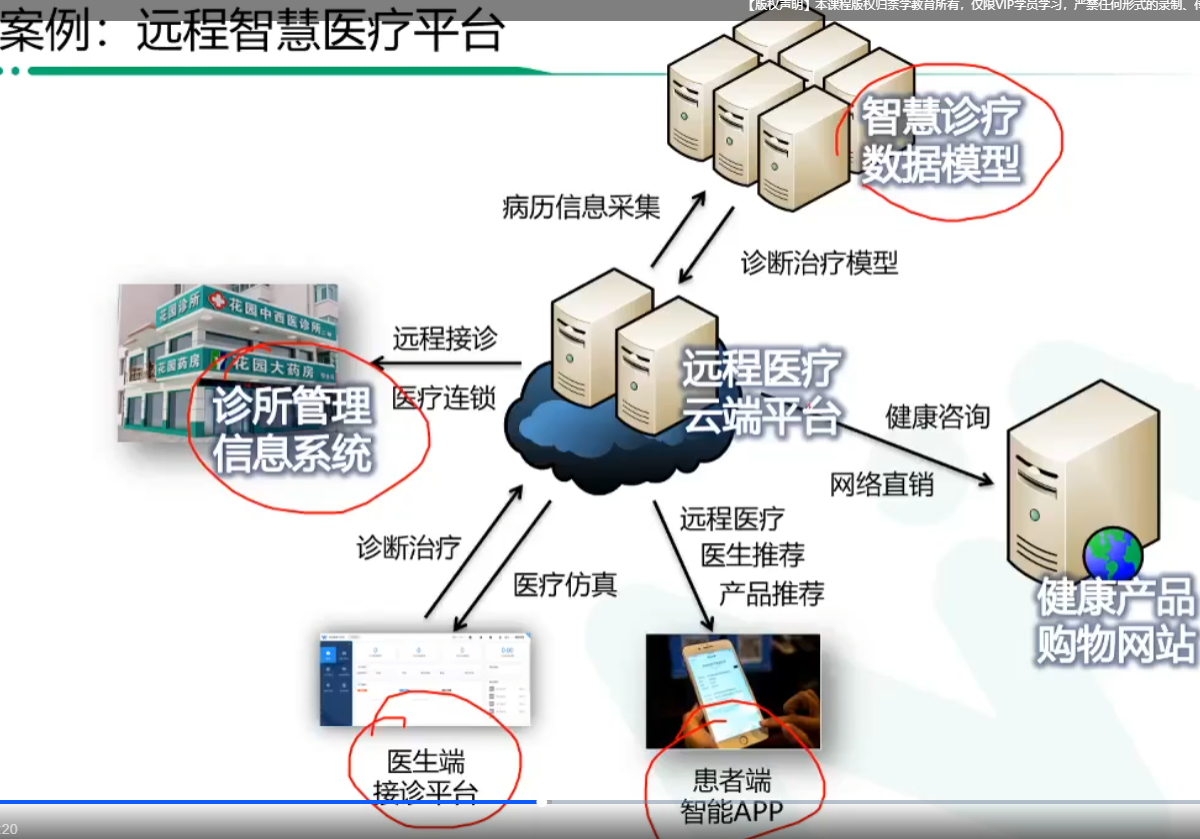 【版权声明】本课程版权归奈学教育所有，仅限VIP学员学习，严禁任何形式的录制、
案例：远程智慧医疗平台
智慧诊疗
数据模型
病历信息采集
诊断治疗模型
花园诊所
花园中西医诊所
花园药房
花园大药房
远程接诊
医疗连锁
诊所管理
信息系统
远程医疗
云端平台
健康咨询
网络直销
诊断治疗
医疗仿真
远程医疗
医生推荐
产品推荐
健康产品
购物网站
医生端
接诊平台
患者端
智能APP
:20